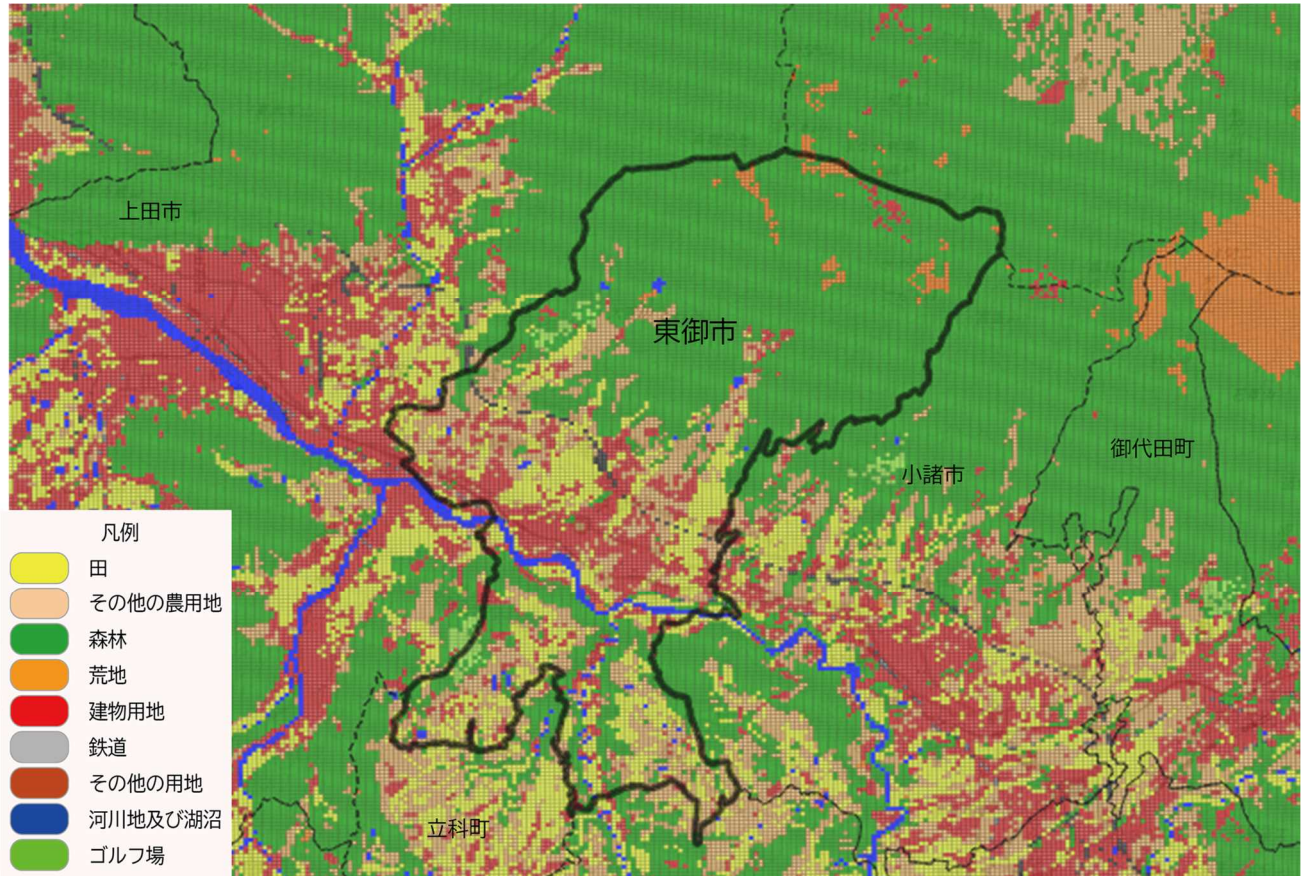 上田市
東御市
小諸市
御代田町
立科町
凡例
田
その他の農用地
森林
荒地
建物用地
鉄道
その他の用地
河川地及び湖沼
ゴルフ場